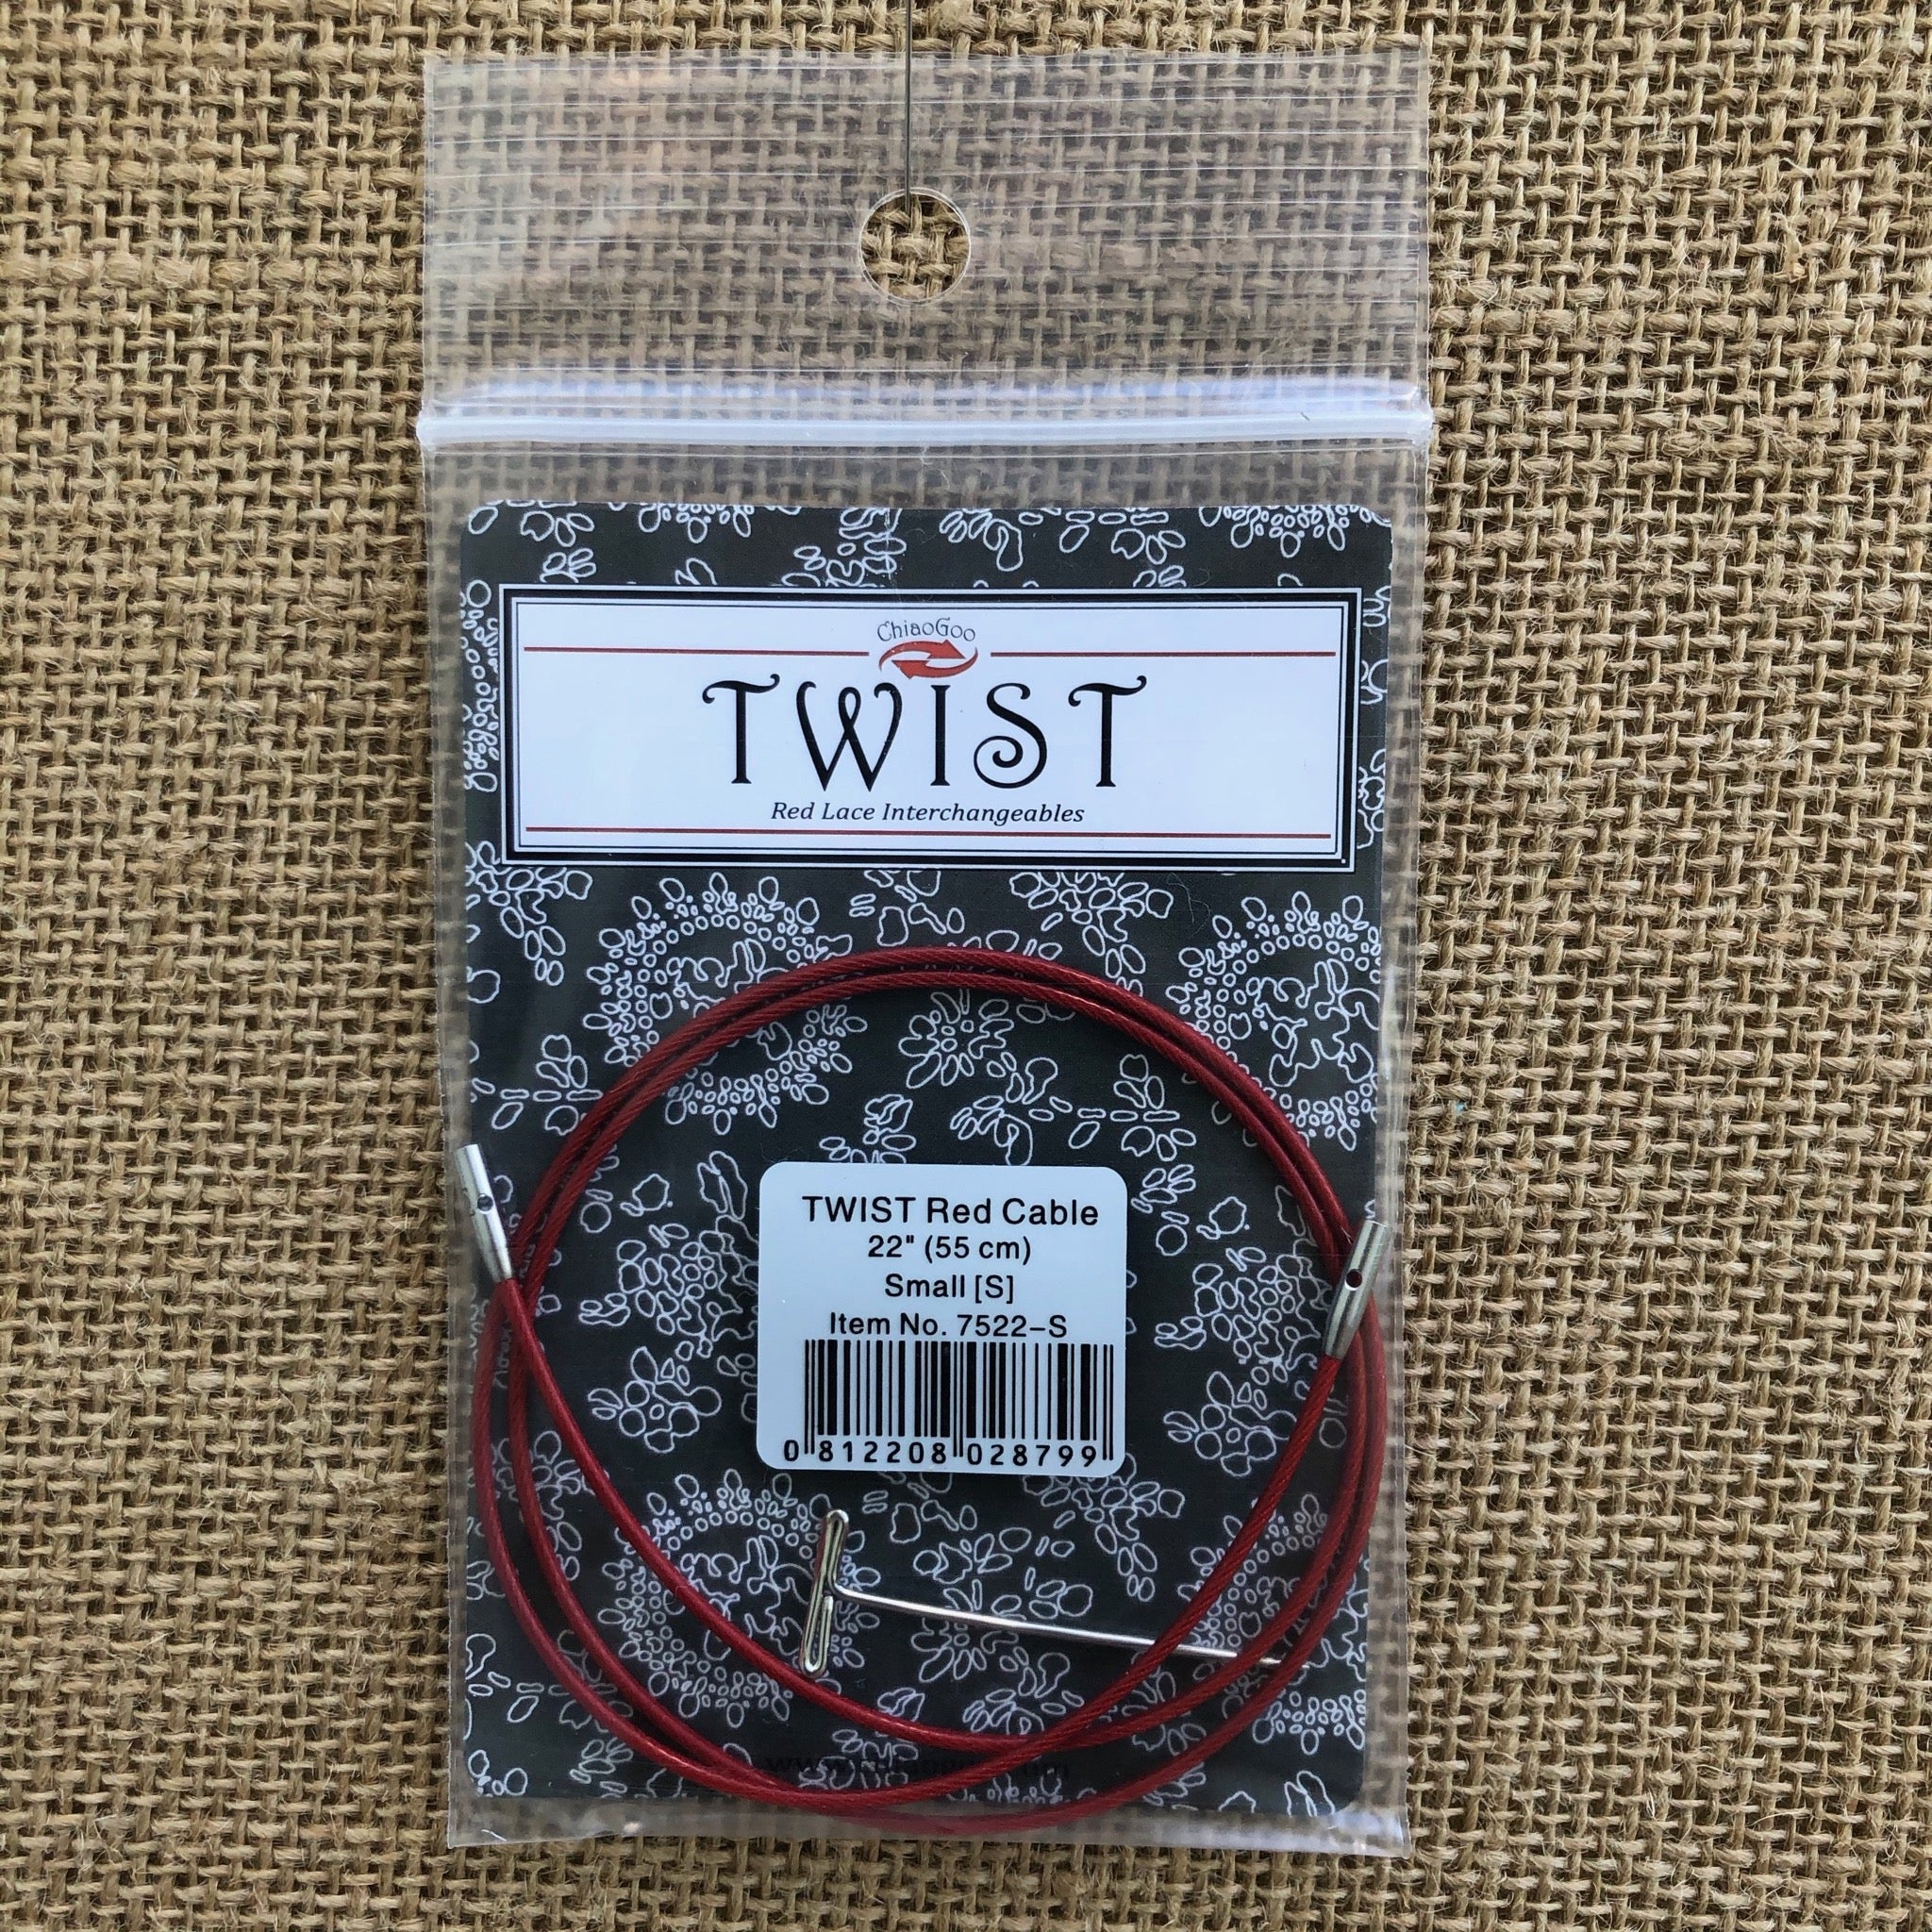 ChiaoGoo
TWIST
Red Lace Interchangeables
TWIST Red Cable
22" (55 cm)
Small [S]
Item No. 7522-S
0 812208 028799